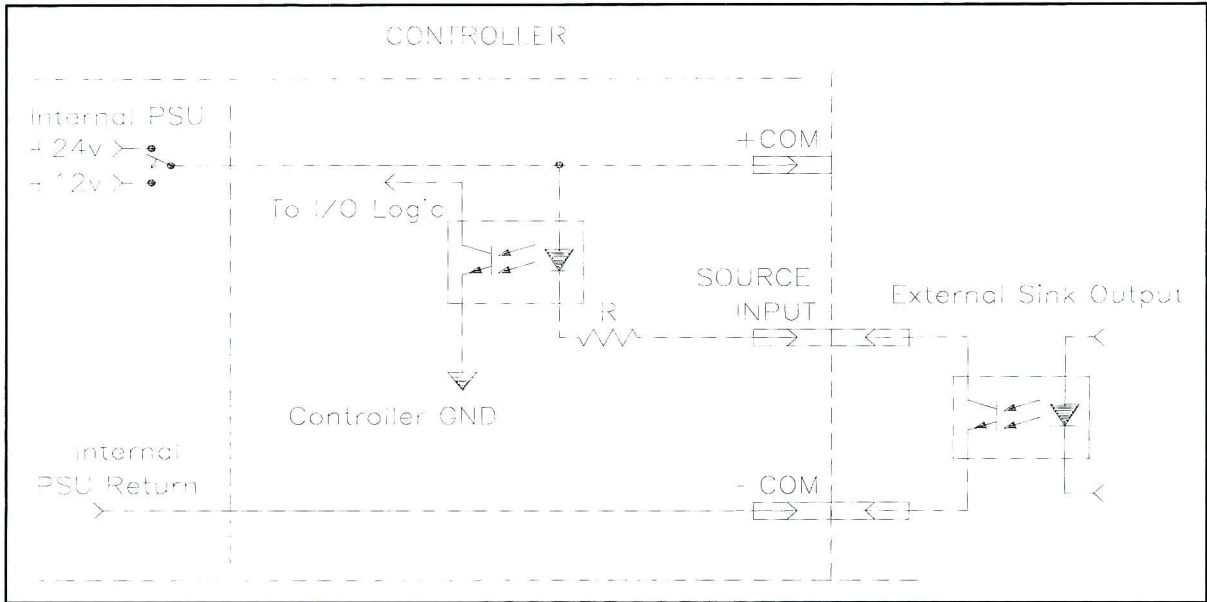 CONTROLLER
Internal PSU
+24v
+12v
+COM
To I/O Logic
SOURCE
INPUT
External Sink Output
R
Controller GND
Internal
PSU Return
- COM